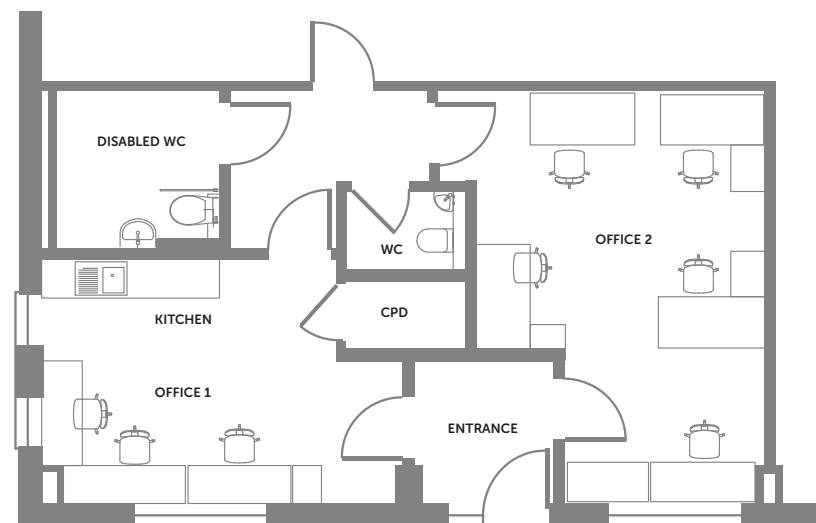 DISABLED WC
OFFICE 2
WC
CPD
KITCHEN
OFFICE 1
ENTRANCE